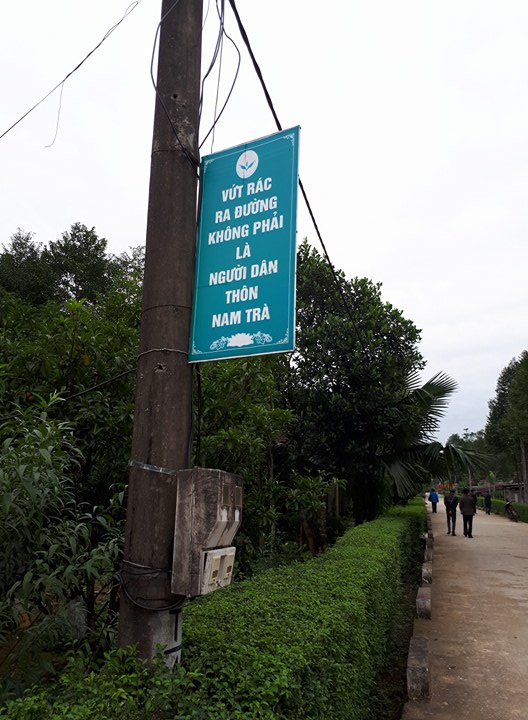 VỨT RÁC
RA ĐƯỜNG
KHÔNG PHẢI
LÀ
NGƯỜI DÂN
THÔN
NAM TRÀ